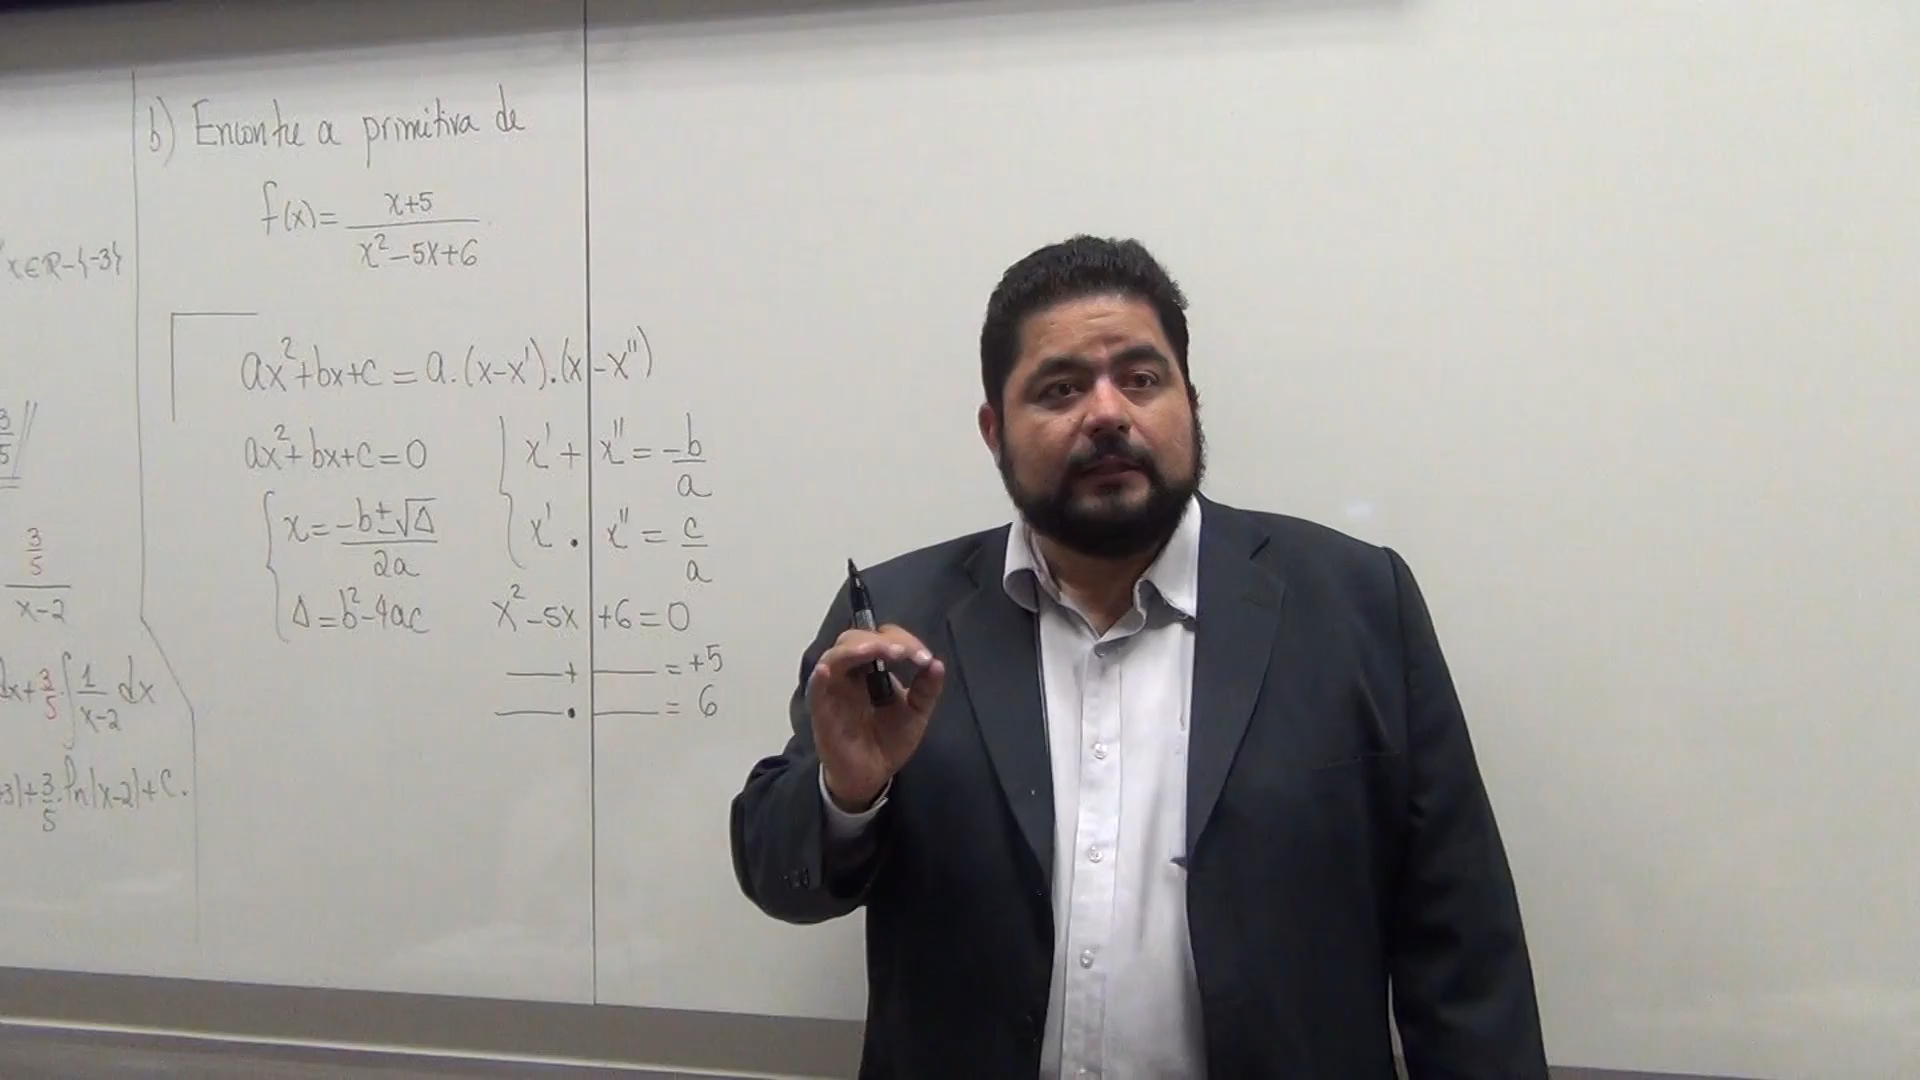 x∈R-{-3}
3/5
(3/5)/(x-2)
dx+3/5∫1/(x-2) dx
3|+3/5.ln|x-2|+C.
b) Encontre a primitiva de
f(x)=(x+5)/(x²-5x+6)
ax²+bx+c=a.(x-x').(x-x'')
ax²+bx+c=0
x=(-b±√Δ)/2a
Δ=b²-4ac
x'+x''=-b/a
x'.x''=c/a
x²-5x+6=0
___+___=+5
___.___=6